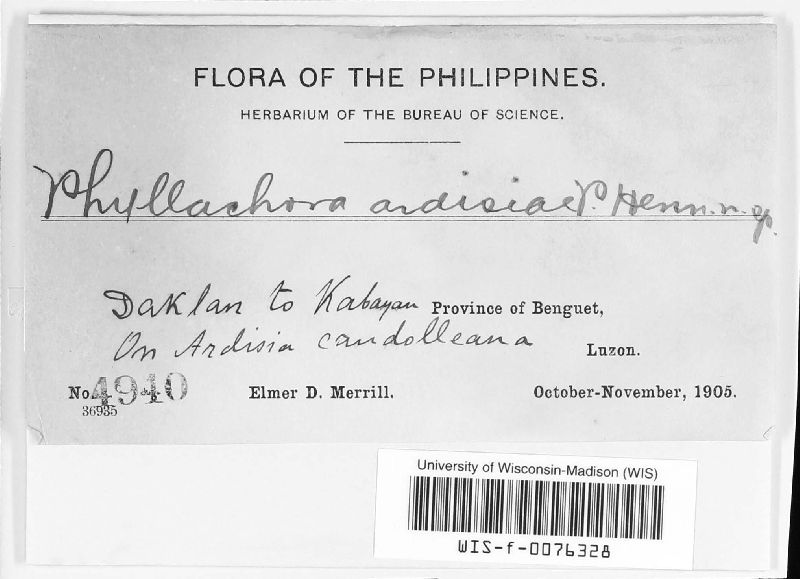 FLORA OF THE PHILIPPINES.
HERBARIUM OF THE BUREAU OF SCIENCE.
Phyllachora ardisiae P. Henn. n. sp.
Daklan to Kabayan Province of Benguet,
On Ardisia candolleana Luzon.
No. 4940 Elmer D. Merrill. October-November, 1905.
36935
University of Wisconsin-Madison (WIS)
WIS-f-0076328